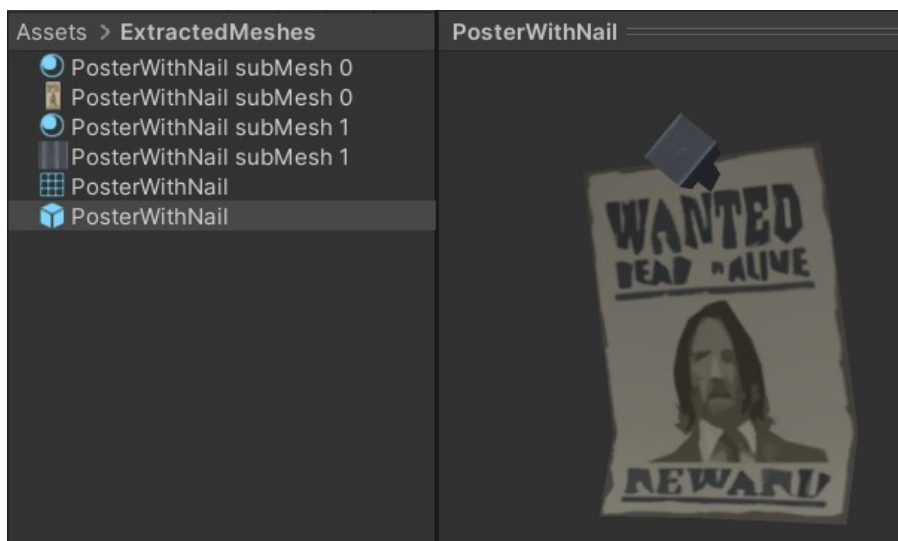 Assets > ExtractedMeshes
PosterWithNail subMesh 0
PosterWithNail subMesh 0
PosterWithNail subMesh 1
PosterWithNail subMesh 1
PosterWithNail
PosterWithNail
PosterWithNail
WANTED
DEAD or ALIVE
REWARD